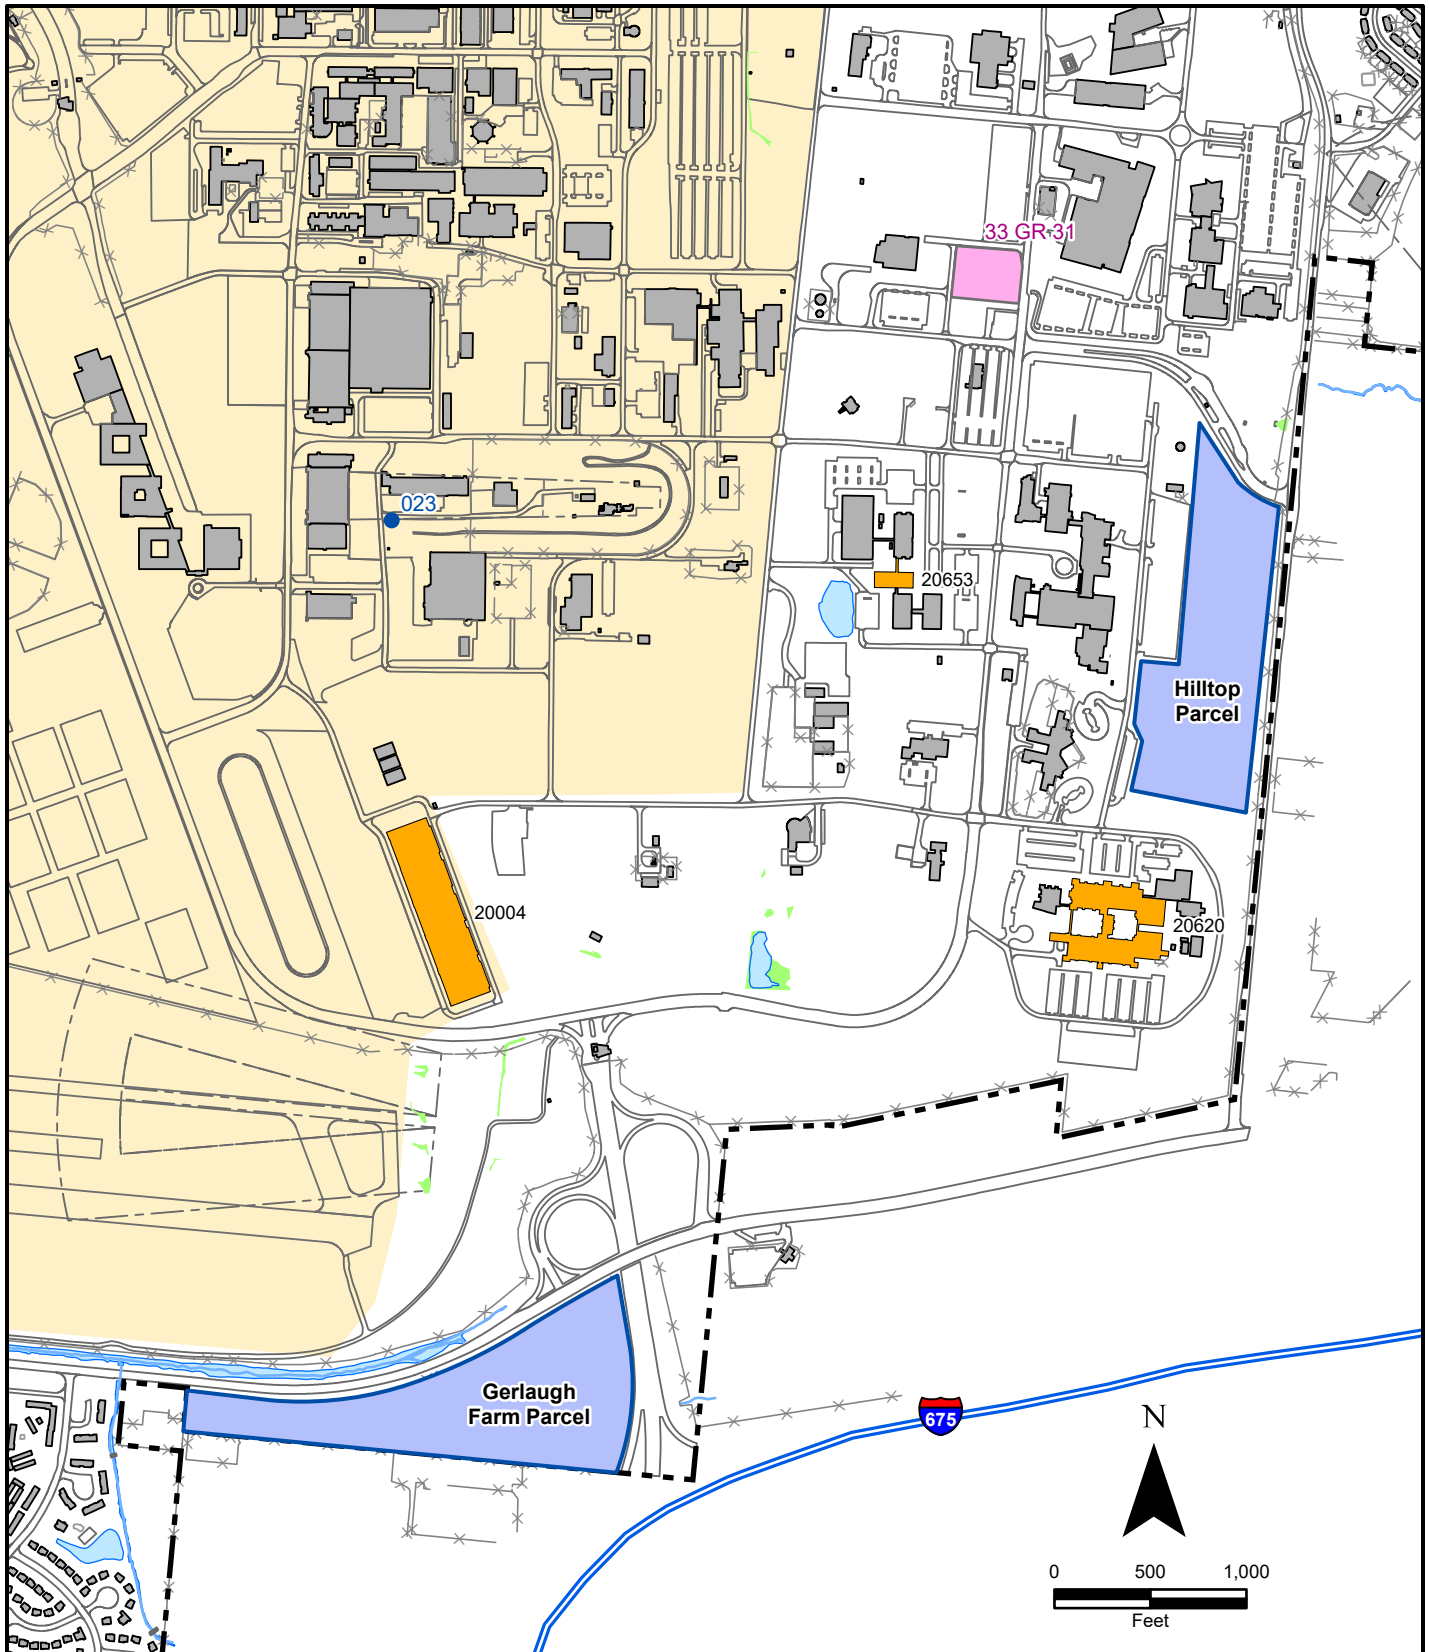 33 GR-31
023
20653
Hilltop
Parcel
20004
20620
Gerlaugh
Farm Parcel
675
N
0 500 1,000
Feet